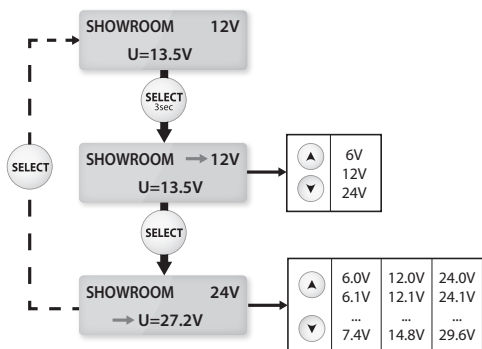 SHOWROOM 12V
U=13.5V
SELECT
3sec
SHOWROOM → 12V
U=13.5V
6V
12V
24V
SELECT
SELECT
SHOWROOM 24V
→ U=27.2V
6.0V 12.0V 24.0V
6.1V 12.1V 24.1V
... ... ...
7.4V 14.8V 29.6V